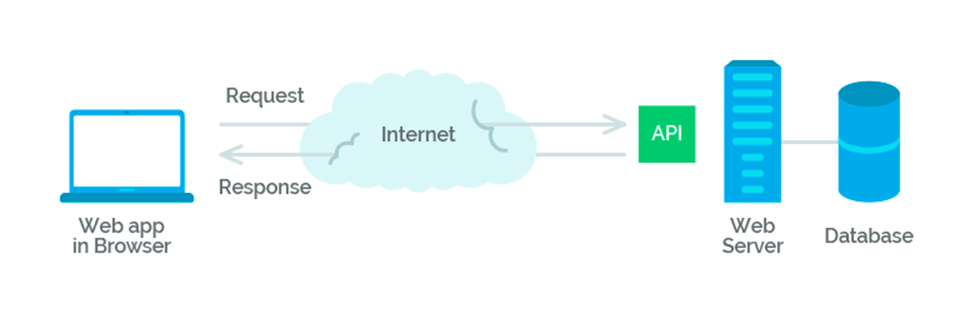 Request
Internet
API
Response
Web app
in Browser
Web
Server
Database